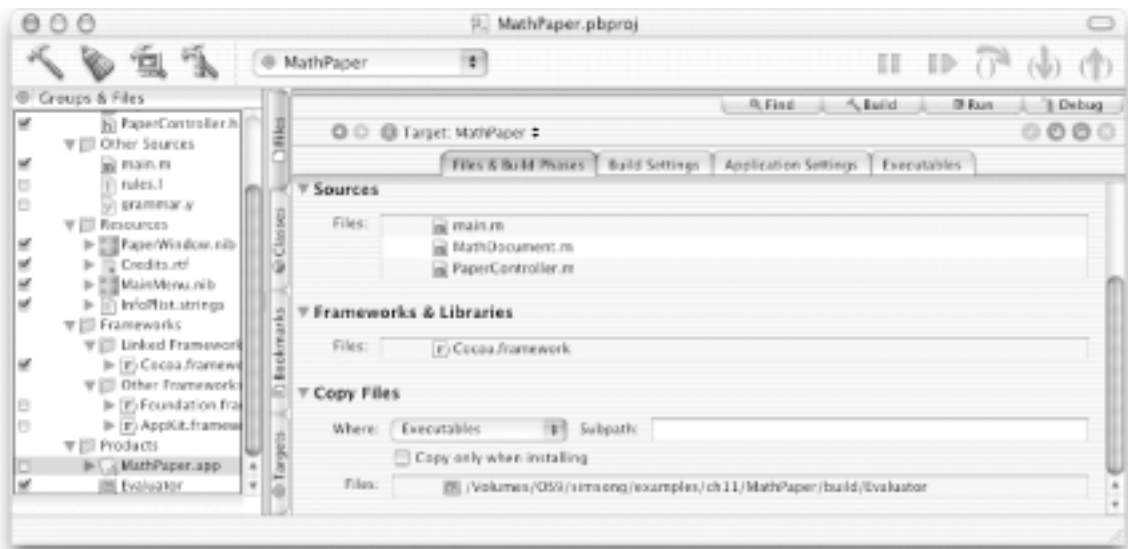 MathPaper.pbproj
MathPaper
Groups & Files
PaperController.h
Other Sources
main.m
rules.l
grammar.y
Resources
PaperWindow.nib
Credits.rtf
MainMenu.nib
InfoPlist.strings
Frameworks
Linked Framework
Cocoa.framew
Other Frameworks
Foundation.fra
AppKit.framew
Products
MathPaper.app
Evaluator
Files
Classes
Bookmarks
Targets
Find
Build
Run
Debug
Target: MathPaper
Files & Build Phases
Build Settings
Application Settings
Executables
Sources
Files:
main.m
MathDocument.m
PaperController.m
Frameworks & Libraries
Files:
Cocoa.framework
Copy Files
Where: Executables Subpath:
Copy only when installing
Files: /Volumes/OS9/simsong/examples/ch11/MathPaper/build/Evaluator